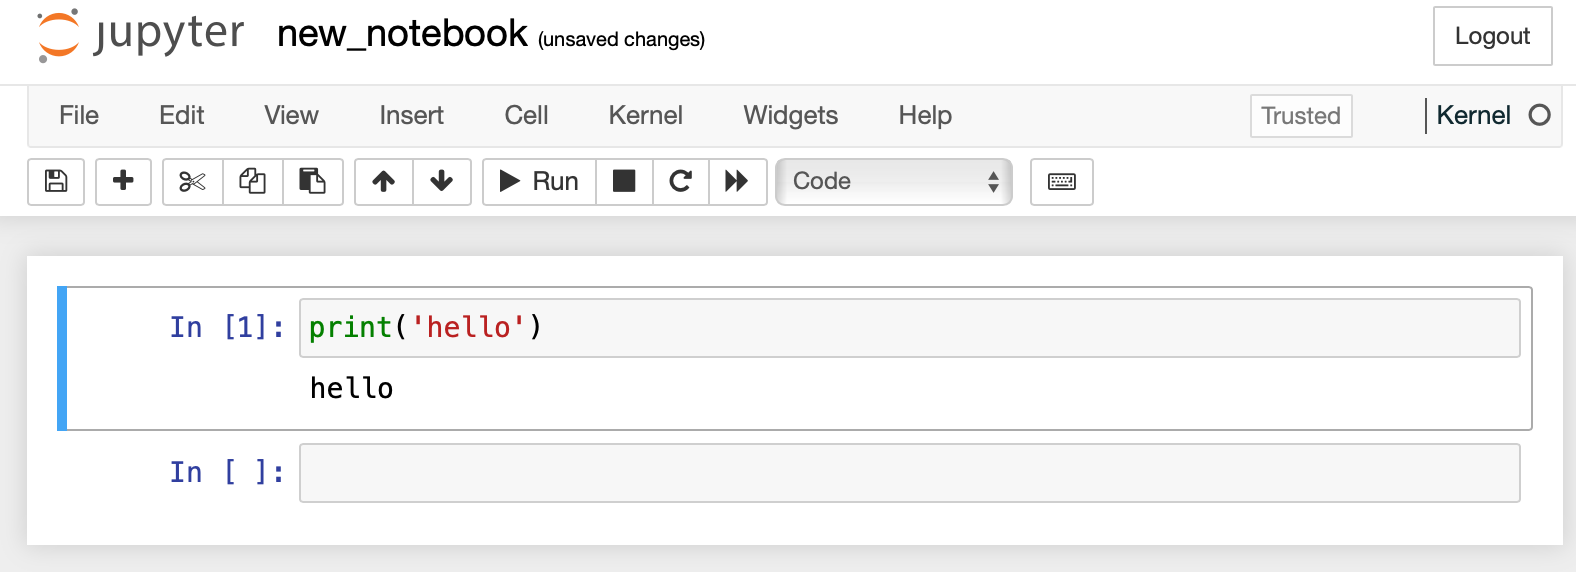 jupyter new_notebook (unsaved changes) Logout
File Edit View Insert Cell Kernel Widgets Help Trusted Kernel
Run Code
In [1]: print('hello')
hello
In [ ]: